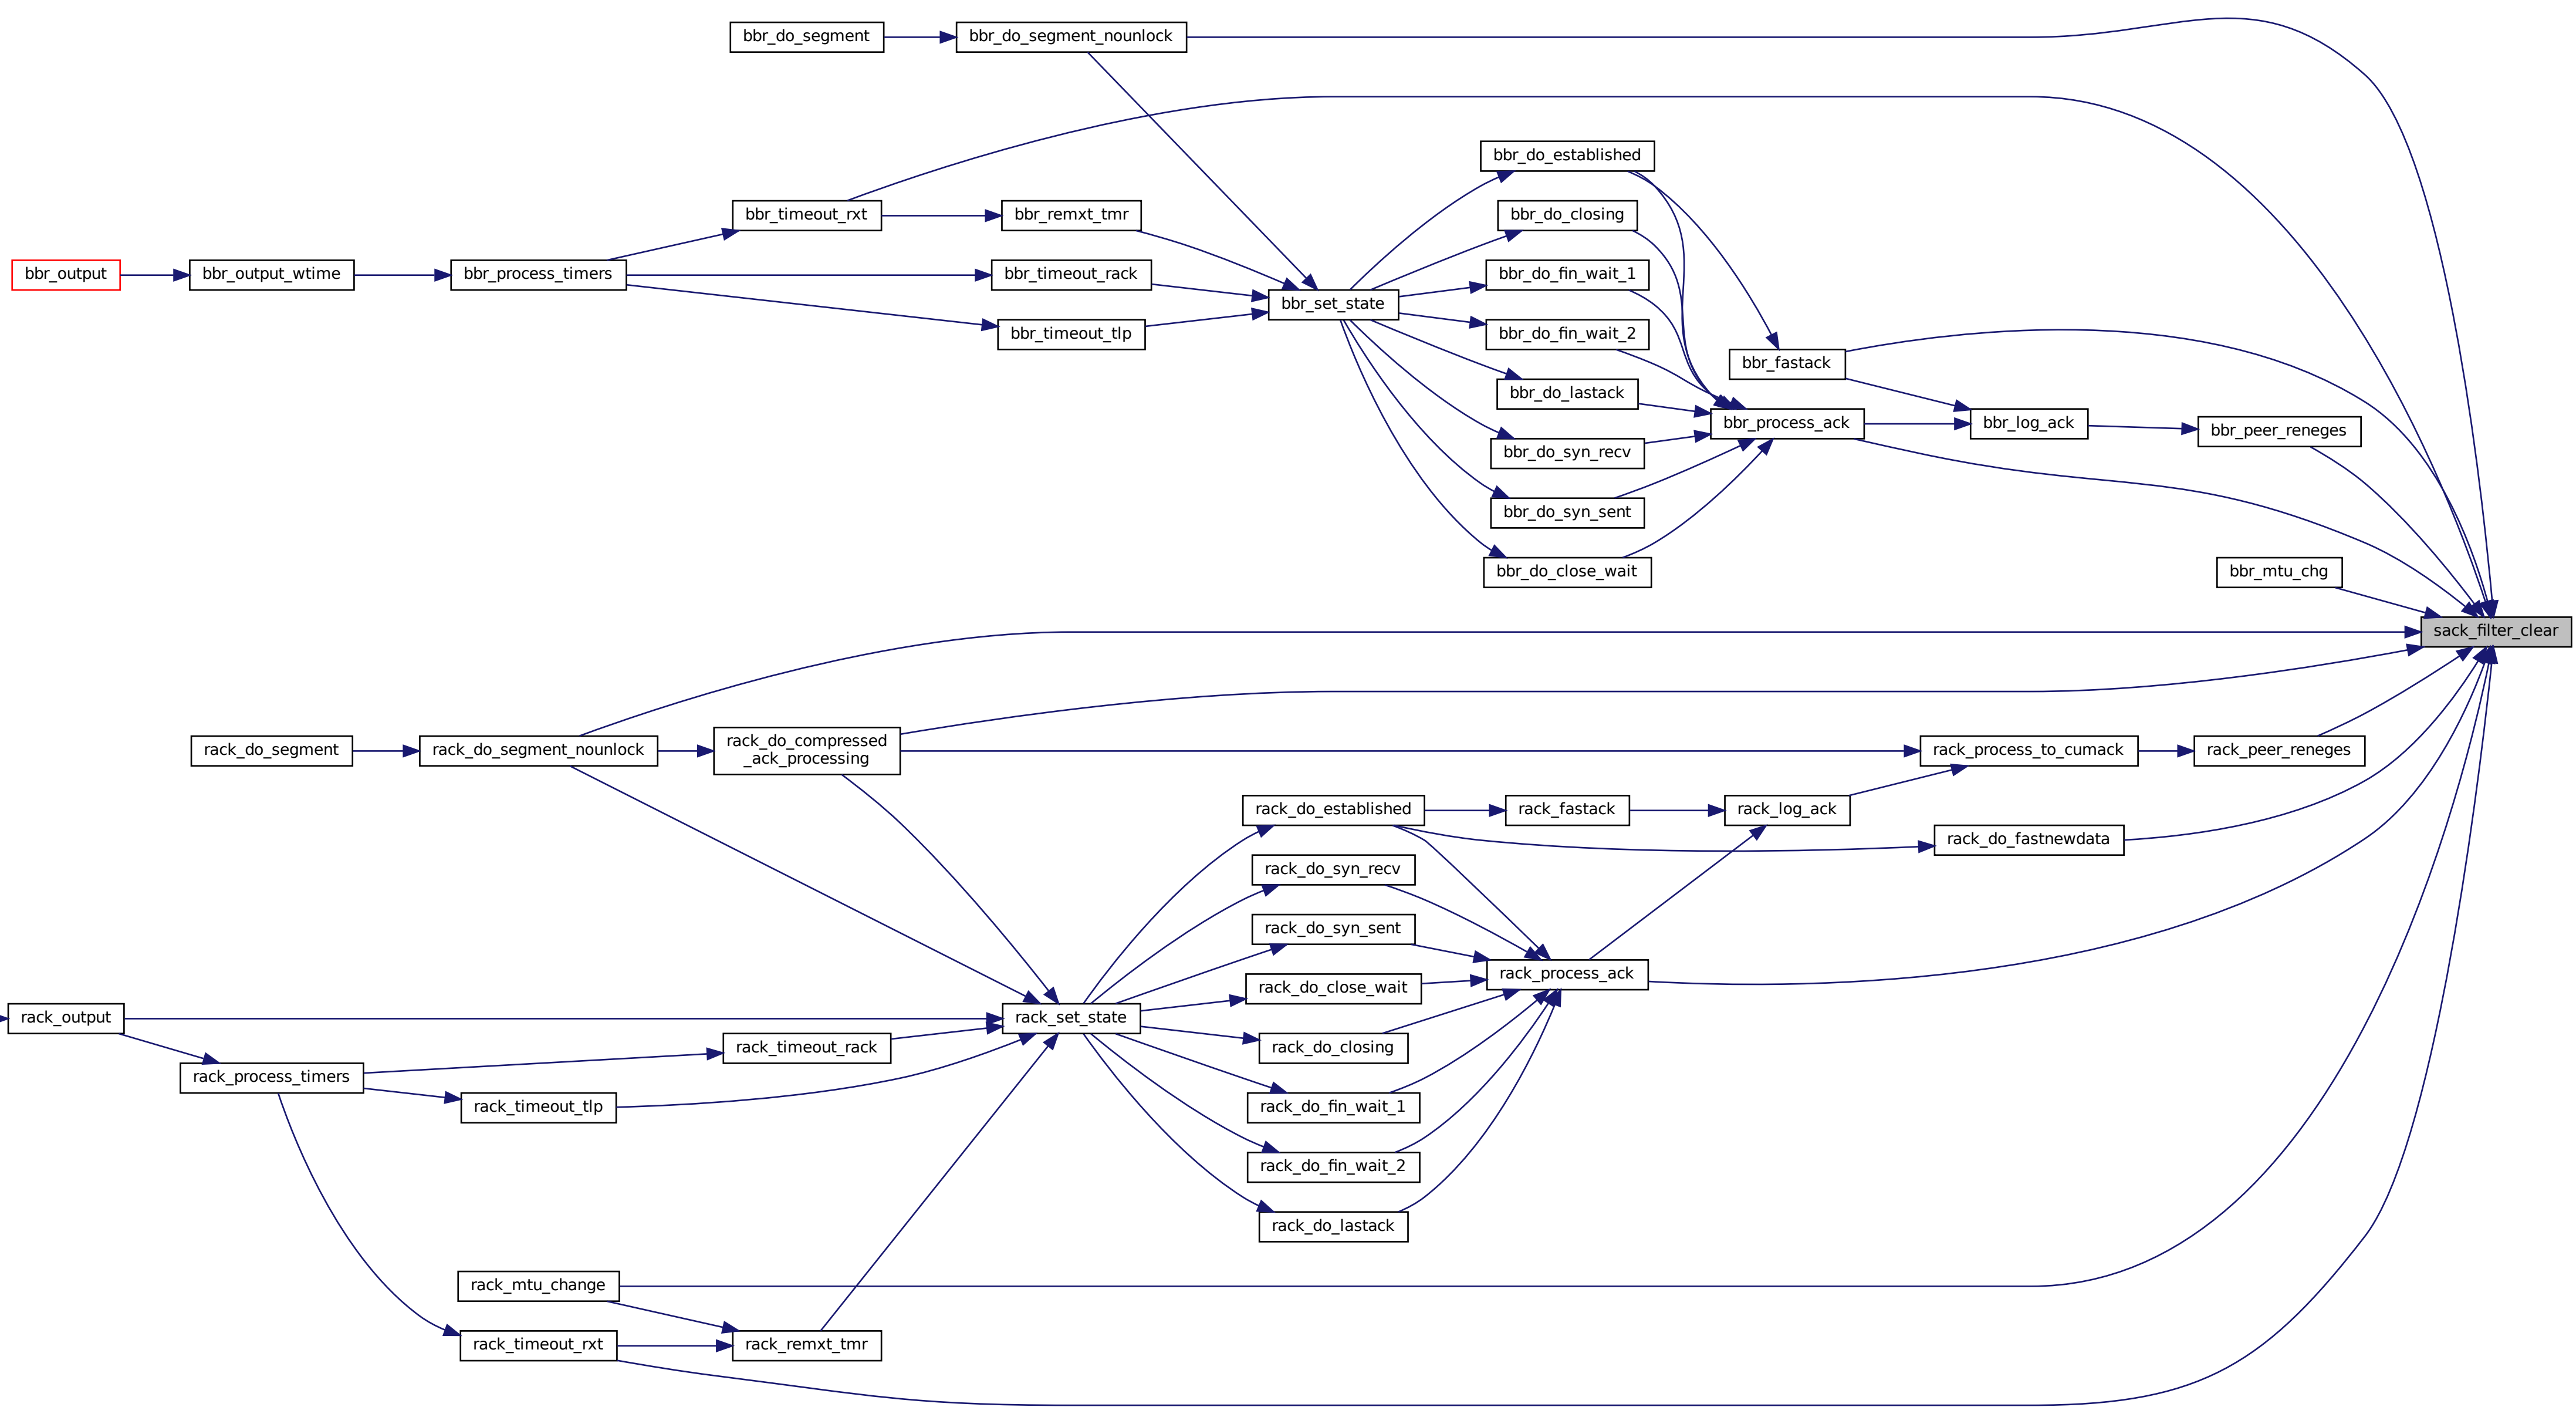 bbr_do_segment
bbr_do_segment_nounlock
bbr_do_established
bbr_timeout_rxt
bbr_remxt_tmr
bbr_do_closing
bbr_output
bbr_output_wtime
bbr_process_timers
bbr_timeout_rack
bbr_do_fin_wait_1
bbr_set_state
bbr_timeout_tlp
bbr_do_fin_wait_2
bbr_fastack
bbr_do_lastack
bbr_process_ack
bbr_log_ack
bbr_peer_reneges
bbr_do_syn_recv
bbr_do_syn_sent
bbr_do_close_wait
bbr_mtu_chg
sack_filter_clear
rack_do_segment
rack_do_segment_nounlock
rack_do_compressed
_ack_processing
rack_process_to_cumack
rack_peer_reneges
rack_do_established
rack_fastack
rack_log_ack
rack_do_fastnewdata
rack_do_syn_recv
rack_do_syn_sent
rack_process_ack
rack_do_close_wait
rack_output
rack_set_state
rack_timeout_rack
rack_do_closing
rack_process_timers
rack_timeout_tlp
rack_do_fin_wait_1
rack_do_fin_wait_2
rack_do_lastack
rack_mtu_change
rack_timeout_rxt
rack_remxt_tmr